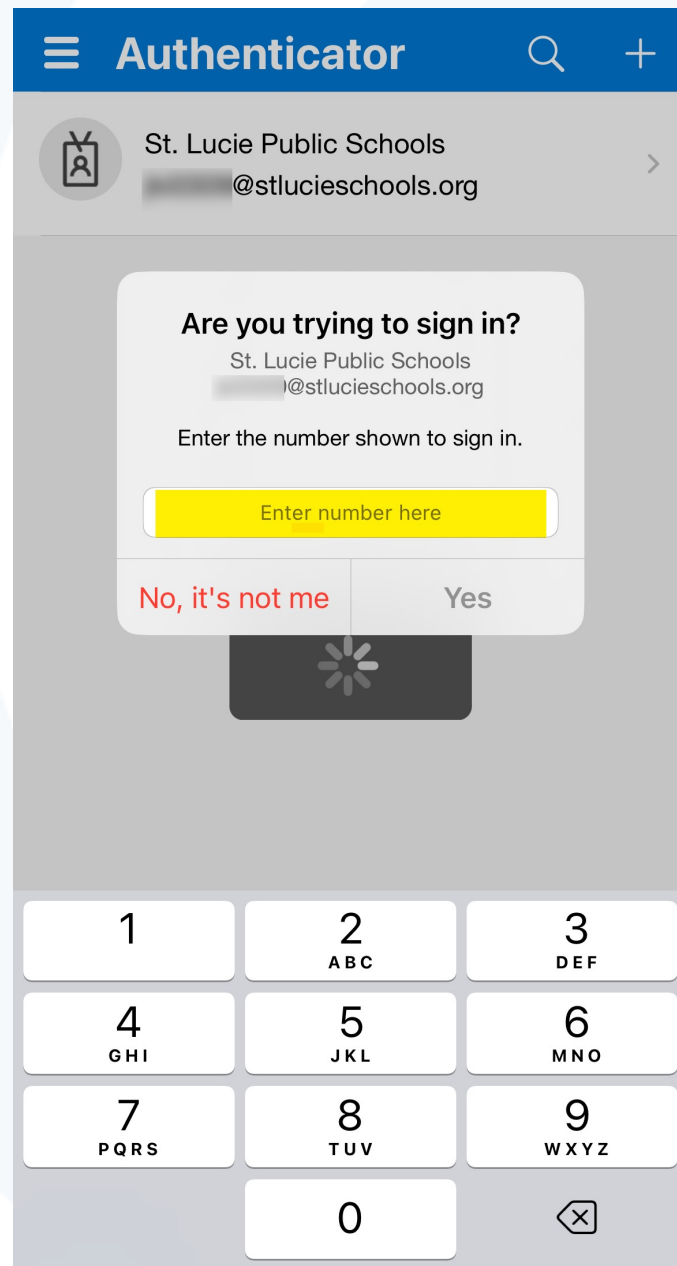 Authenticator
St. Lucie Public Schools
@stlucieschools.org
Are you trying to sign in?
St. Lucie Public Schools
@stlucieschools.org
Enter the number shown to sign in.
Enter number here
No, it's not me
Yes
1
2
3
ABC
DEF
4
5
6
GHI
JKL
MNO
7
8
9
PQRS
TUV
WXYZ
0